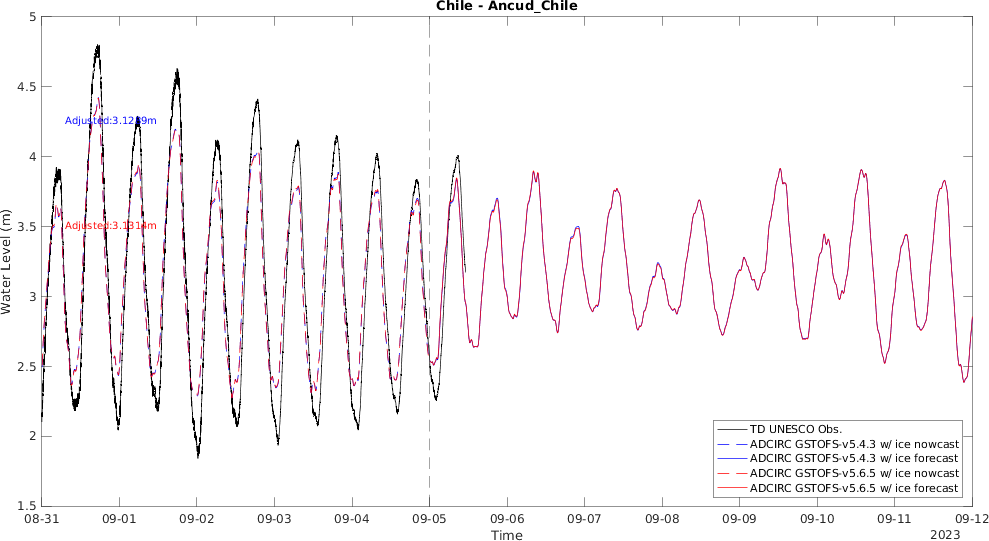 Chile - Ancud_Chile
5
4.5
4
3.5
3
2.5
2
1.5
Water Level (m)
Adjusted:3.1289m
Adjusted:3.1314m
TD UNESCO Obs.
ADCIRC GSTOFS-v5.4.3 w/ ice nowcast
ADCIRC GSTOFS-v5.4.3 w/ ice forecast
ADCIRC GSTOFS-v5.6.5 w/ ice nowcast
ADCIRC GSTOFS-v5.6.5 w/ ice forecast
08-31 09-01 09-02 09-03 09-04 09-05 09-06 09-07 09-08 09-09 09-10 09-11 09-12
Time
2023